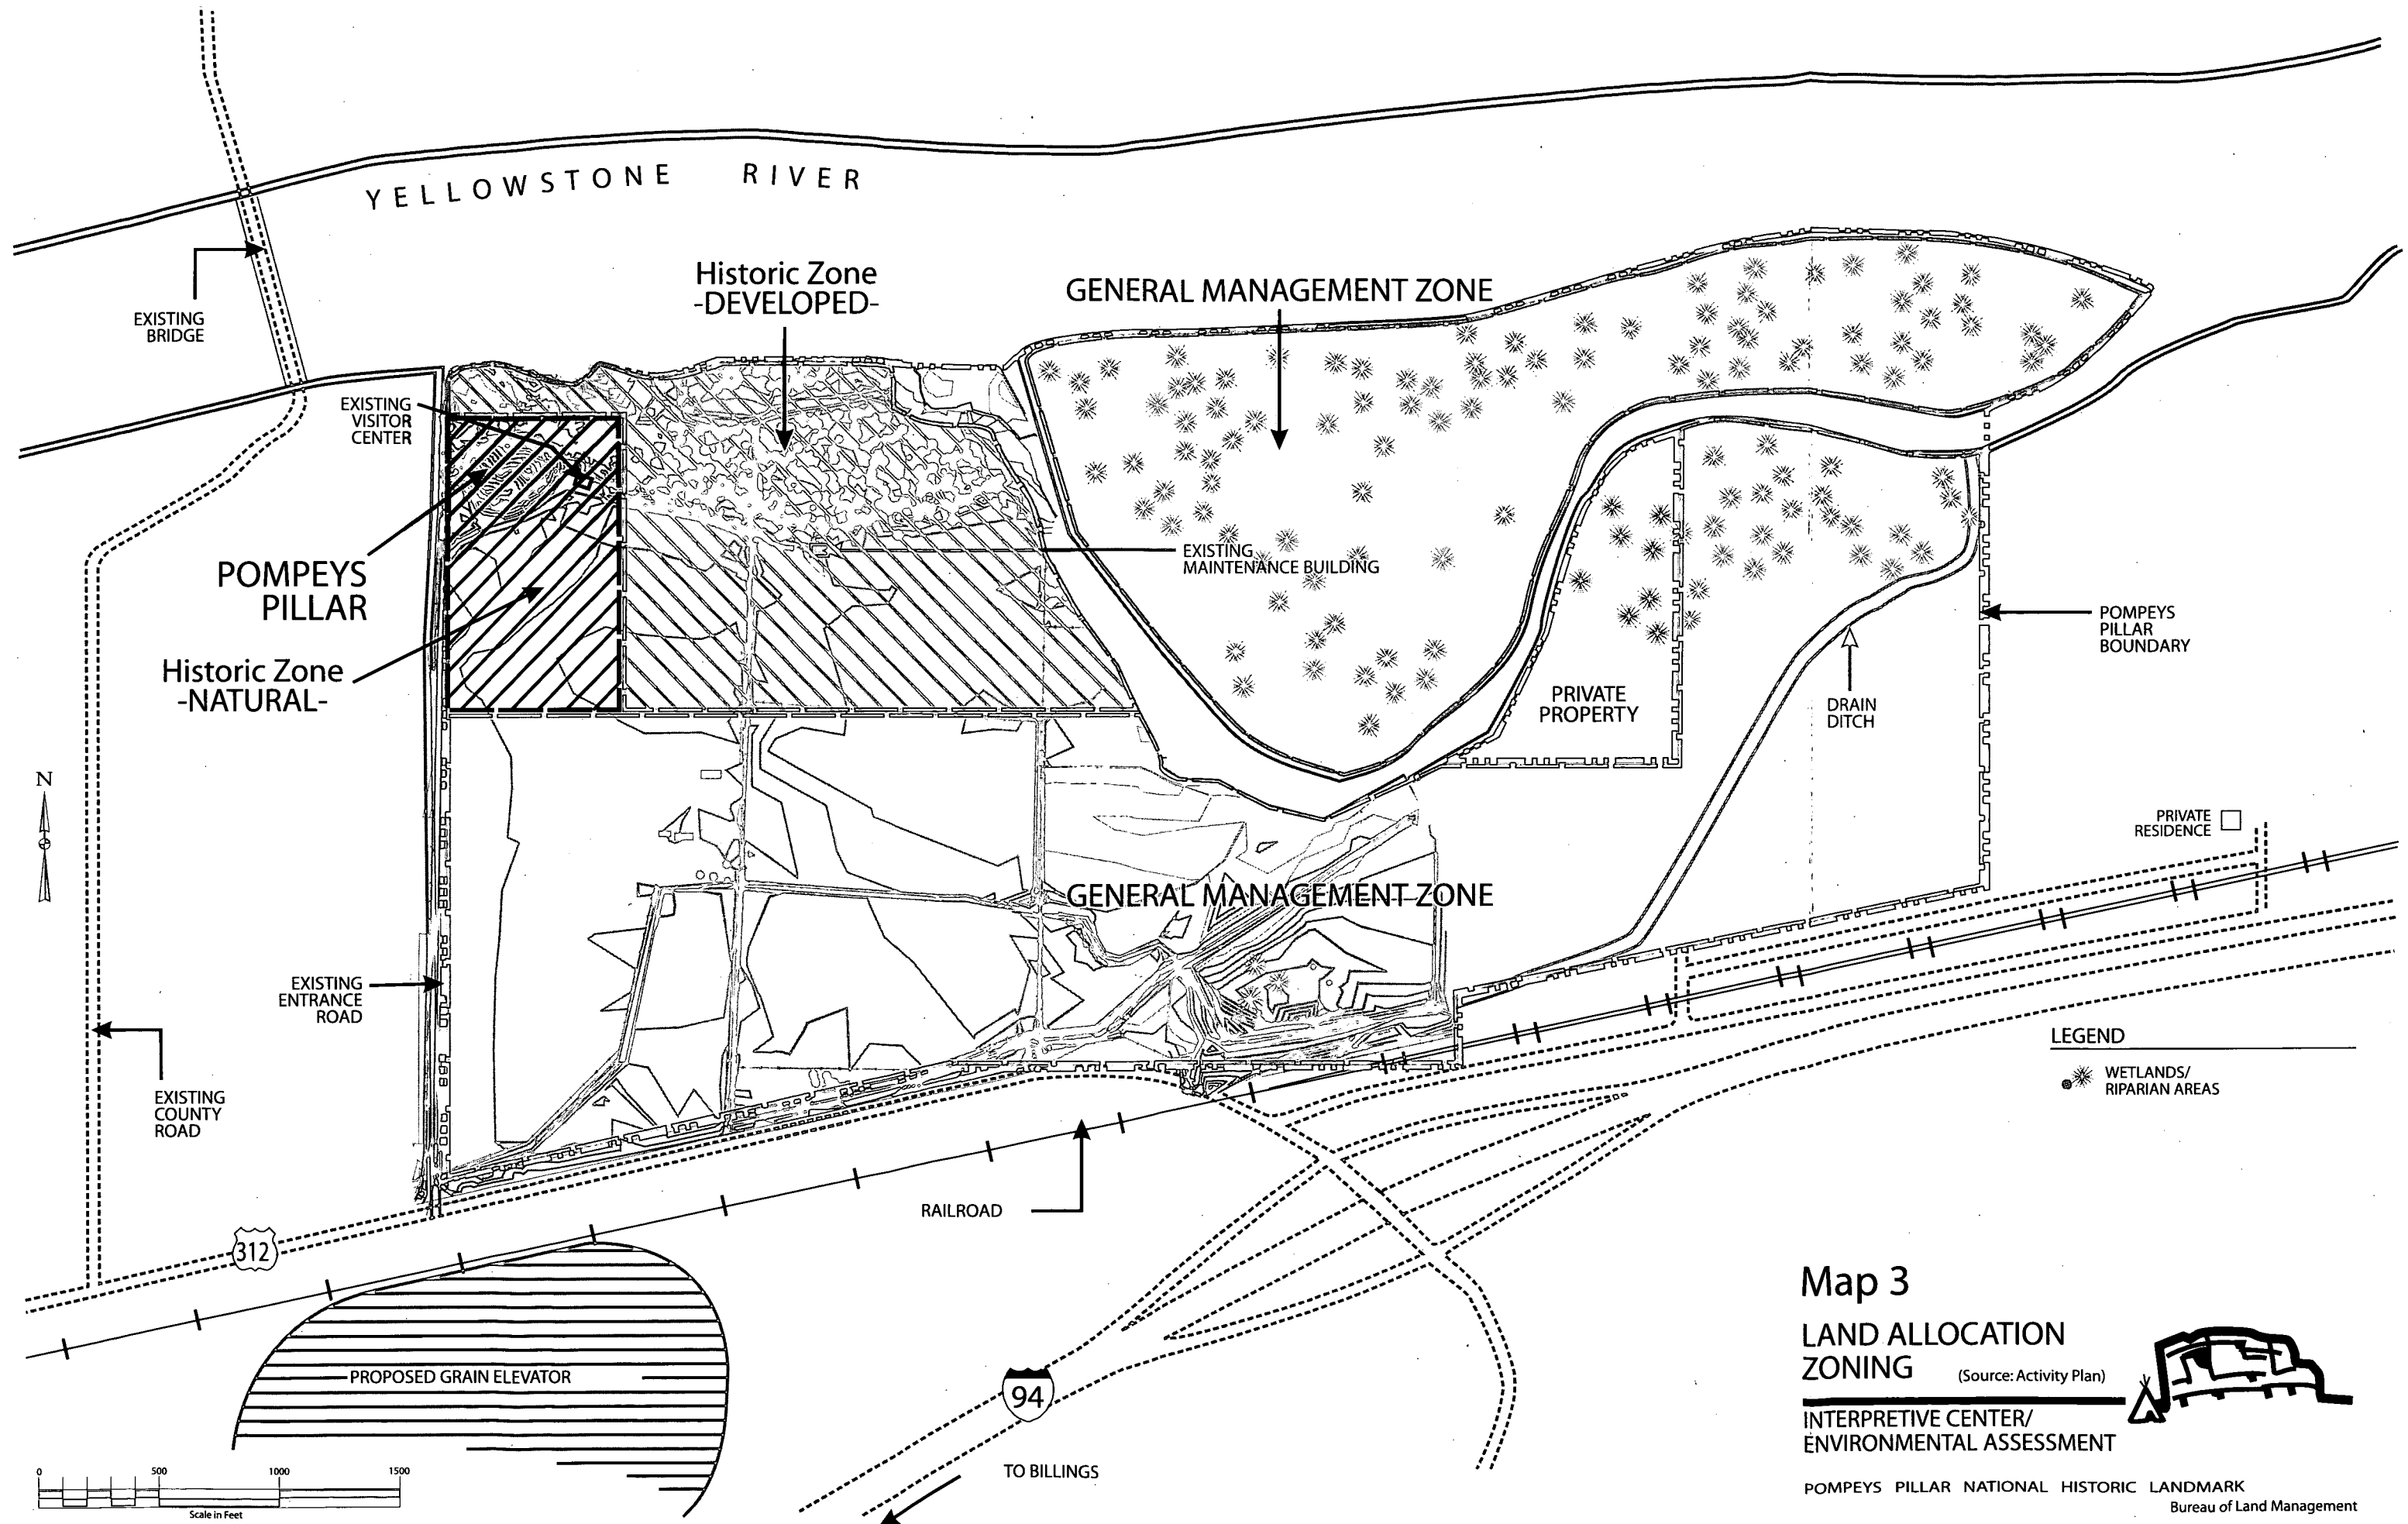 YELLOWSTONE RIVER
EXISTING
BRIDGE
Historic Zone
-DEVELOPED-
GENERAL MANAGEMENT ZONE
EXISTING
VISITOR
CENTER
POMPEYS
PILLAR
Historic Zone
-NATURAL-
EXISTING
MAINTENANCE BUILDING
PRIVATE
PROPERTY
POMPEYS
PILLAR
BOUNDARY
DRAIN
DITCH
N
PRIVATE
RESIDENCE
GENERAL MANAGEMENT ZONE
EXISTING
ENTRANCE
ROAD
EXISTING
COUNTY
ROAD
LEGEND
WETLANDS/
RIPARIAN AREAS
RAILROAD
312
PROPOSED GRAIN ELEVATOR
94
TO BILLINGS
0 500 1000 1500
Scale in Feet
Map 3
LAND ALLOCATION
ZONING (Source: Activity Plan)
INTERPRETIVE CENTER/
ENVIRONMENTAL ASSESSMENT
POMPEYS PILLAR NATIONAL HISTORIC LANDMARK
Bureau of Land Management